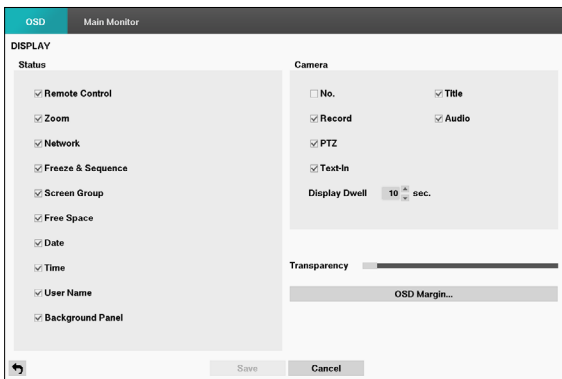 OSD Main Monitor
DISPLAY
Status
Remote Control
Zoom
Network
Freeze & Sequence
Screen Group
Free Space
Date
Time
User Name
Background Panel
Camera
No. Title
Record Audio
PTZ
Text-In
Display Dwell 10 sec.
Transparency
OSD Margin...
Save Cancel